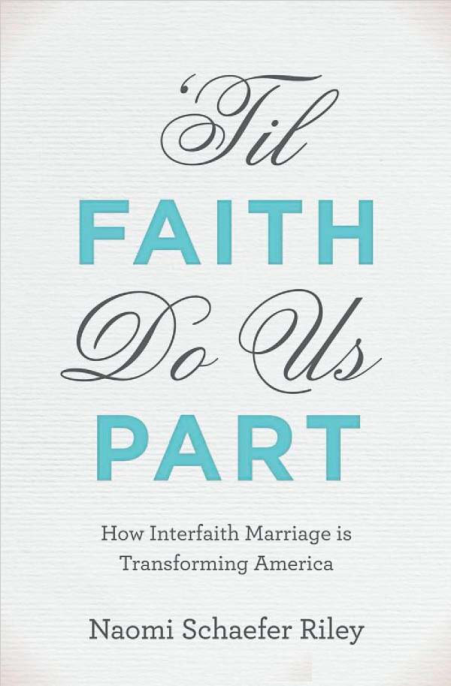 ‘Til
FAITH
Do Us
PART
How Interfaith Marriage is
Transforming America
Naomi Schaefer Riley